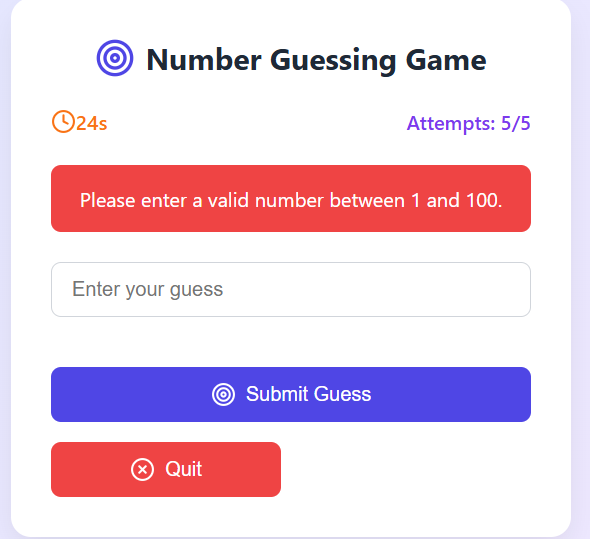 Number Guessing Game
24s
Attempts: 5/5
Please enter a valid number between 1 and 100.
Enter your guess
Submit Guess
Quit